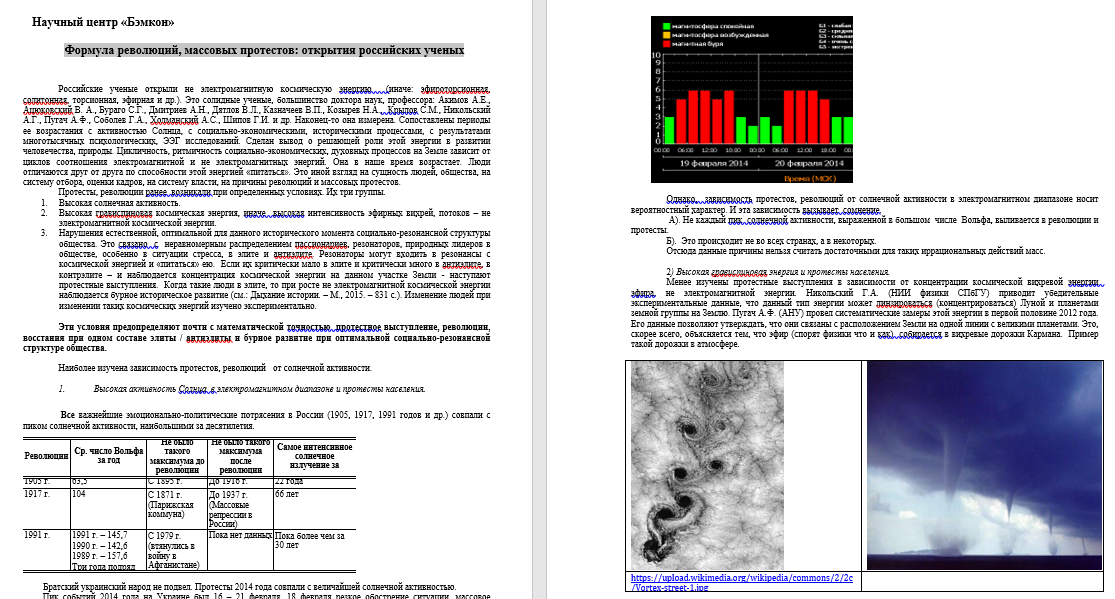 Научный центр «Бэмкон»
Формула революций, массовых протестов: открытия российских ученых
Российские ученые открыли не электромагнитную космическую энергию (иначе: эфироторсионная,
солитонная, торсионная, эфирная и др.). Это солидные ученые, большинство доктора наук, профессора: Акимов А.Е.,
Ацюковский В. А., Бураго С.Г., Дмитриев А.Н., Дятлов В.Л., Казначеев В.П., Козырев Н.А., Крылов С.М., Никольский
А.Г., Пугач А.Ф., Соболев Г.А., Холманский А.С., Шипов Г.И. и др. Наконец-то она измерена. Сопоставлены периоды
ее возрастания с активностью Солнца, с социально-экономическими, историческими процессами, с результатами
многотысячных психологических, ЭЭГ исследований. Сделан вывод о решающей роли этой энергии в развитии
человечества, природы. Цикличность, ритмичность социально-экономических, духовных процессов на Земле зависит от
циклов соотношения электромагнитной и не электромагнитных энергий. Она в наше время возрастает. Люди
отличаются друг от друга по способности этой энергией «питаться». Это иной взгляд на сущность людей, общества, на
систему отбора, оценки кадров, на систему власти, на причины революций и массовых протестов.
Протесты, революции ранее возникали при определенных условиях. Их три группы.
1. Высокая солнечная активность.
2. Высокая грависпиновая космическая энергия, иначе высокая интенсивность эфирных вихрей, потоков – не
электромагнитной космической энергии.
3. Нарушения естественной, оптимальной для данного исторического момента социально-резонансной структуры
общества. Это связано с неравномерным распределением пассионариев, резонаторов, природных лидеров в
обществе, особенно в ситуации стресса, в элите и антиэлите. Резонаторы могут входить в резонансы с
космической энергией и «питаться» ею. Если их критически мало в элите и критически много в антиэлите, в
контрэлите – и наблюдается концентрация космической энергии на данном участке Земли - наступают
протестные выступления. Когда такие люди в элите, то при росте не электромагнитной космической энергии
наблюдается бурное историческое развитие (см.: Дыхание истории. – М., 2015. – 831 с.). Изменение людей при
изменении таких космических энергий изучено экспериментально.
Эти условия предопределяют почти с математической точностью протестное выступление, революции,
восстания при одном составе элиты / антиэлиты и бурное развитие при оптимальной социально-резонансной
структуре общества.
Наиболее изучена зависимость протестов, революций от солнечной активности.
1. Высокая активность Солнца в электромагнитном диапазоне и протесты населения.
Все важнейшие эмоционально-политические потрясения в России (1905, 1917, 1991 годов и др.) совпали с
пиком солнечной активности, наибольшими за десятилетия.
Революции Ср. число Вольфа за год Не было такого максимума до революции Не было такого максимума после революции Самое интенсивное солнечное излучение за
1905 г. 63,5 С 1895 г. До 1916 г. 22 года
1917 г. 104 С 1871 г. (Парижская коммуна) До 1937 г. (Массовые репрессии в России) 66 лет
1991 г. 1991 г. – 145,7 1990 г. – 142,6 1989 г. – 157,6 Три года подряд С 1979 г. (втянулись в войну в Афганистане) Пока нет данных Пока более чем за 30 лет
Братский украинский народ не подвел. Протесты 2014 года совпали с величайшей солнечной активностью.
Пик событий 2014 года на Украине был 16 – 21 февраля. 18 февраля резкое обострение ситуации, массовое
магнитосфера спокойная
магнитосфера возбужденная
магнитная буря
10
9
8
7
6
5
4
3
2
1
0
00:00 06:00 12:00 18:00 00:00 06:00 12:00 18:00 00:00
19 февраля 2014 20 февраля 2014
Время (МСК)
Однако зависимость протестов, революций от солнечной активности в электромагнитном диапазоне носит
вероятностный характер. И эта зависимость вызывает сомнение.
А). Не каждый пик солнечной активности, выраженной в большом числе Вольфа, выливается в революции и
протесты.
Б). Это происходит не во всех странах, а в некоторых.
Отсюда данные причины нельзя считать достаточными для таких иррациональных действий масс.
2) Высокая грависпиновая энергия и протесты населения.
Менее изучены протестные выступления в зависимости от концентрации космической вихревой энергии
эфира, не электромагнитной энергии. Никольский Г.А. (НИИ физики СПбГУ) приводит убедительные
экспериментальные данные, что данный тип энергии может линзироваться (концентрироваться) Луной и планетами
земной группы на Землю. Пугач А.Ф. (АНУ) провел систематические замеры этой энергии в первой половине 2012 года.
Его данные позволяют утверждать, что они связаны с расположением Земли на одной линии с великими планетами. Это,
скорее всего, объясняется тем, что эфир (спорят физики что и как) собирается в вихревые дорожки Кармана. Пример
такой дорожки в атмосфере.
https://upload.wikimedia.org/wikipedia/commons/2/2c
/Vortex-street-1.jpg